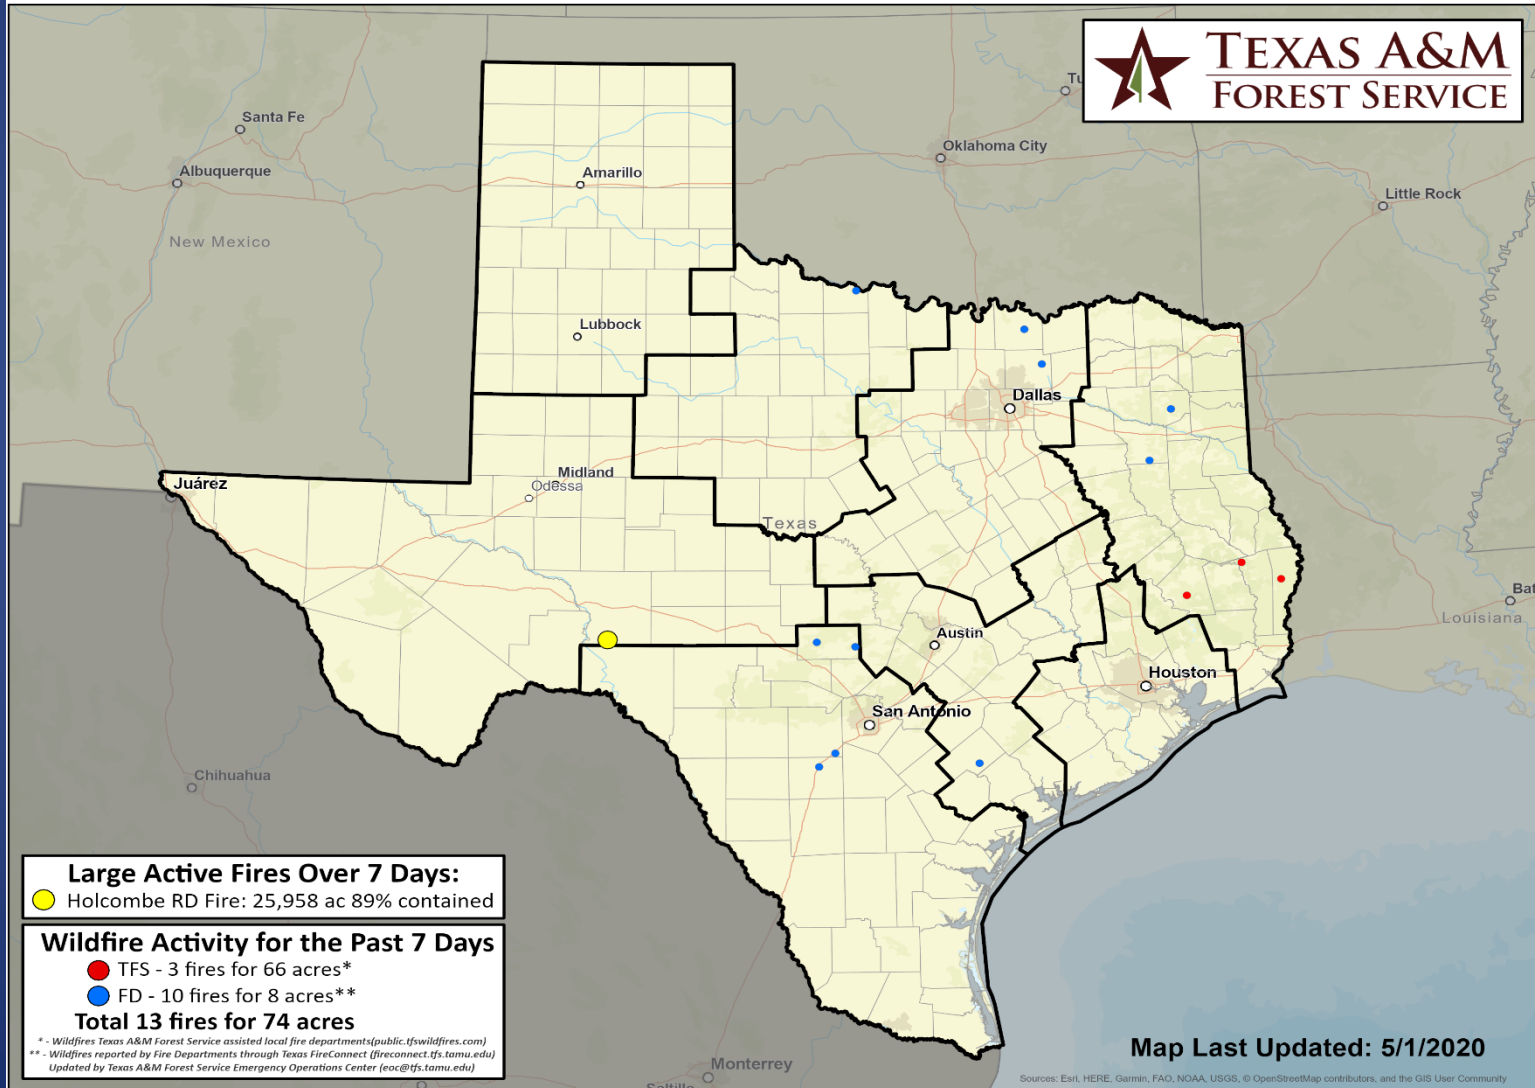 TEXAS A&M
FOREST SERVICE
Santa Fe
Albuquerque
New Mexico
Amarillo
Oklahoma City
Little Rock
Lubbock
Dallas
Juárez
Midland
Odessa
Texas
Austin
Houston
San Antonio
Louisiana
Chihuahua
Monterrey
Large Active Fires Over 7 Days:
Holcombe RD Fire: 25,958 ac 89% contained
Wildfire Activity for the Past 7 Days
TFS - 3 fires for 66 acres*
FD - 10 fires for 8 acres**
Total 13 fires for 74 acres
* - Wildfires Texas A&M Forest Service assisted local fire departments(public.tfswildfires.com)
** - Wildfires reported by Fire Departments through Texas FireConnect (fireconnect.tfs.tamu.edu)
Updated by Texas A&M Forest Service Emergency Operations Center (eoc@tfs.tamu.edu)
Map Last Updated: 5/1/2020
Sources: Esri, HERE, Garmin, FAO, NOAA, USGS, © OpenStreetMap contributors, and the GIS User Community